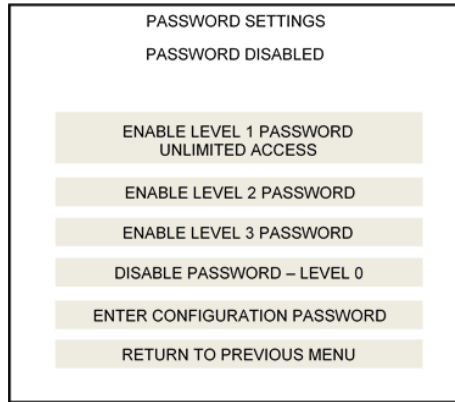 PASSWORD SETTINGS
PASSWORD DISABLED
ENABLE LEVEL 1 PASSWORD
UNLIMITED ACCESS
ENABLE LEVEL 2 PASSWORD
ENABLE LEVEL 3 PASSWORD
DISABLE PASSWORD – LEVEL 0
ENTER CONFIGURATION PASSWORD
RETURN TO PREVIOUS MENU